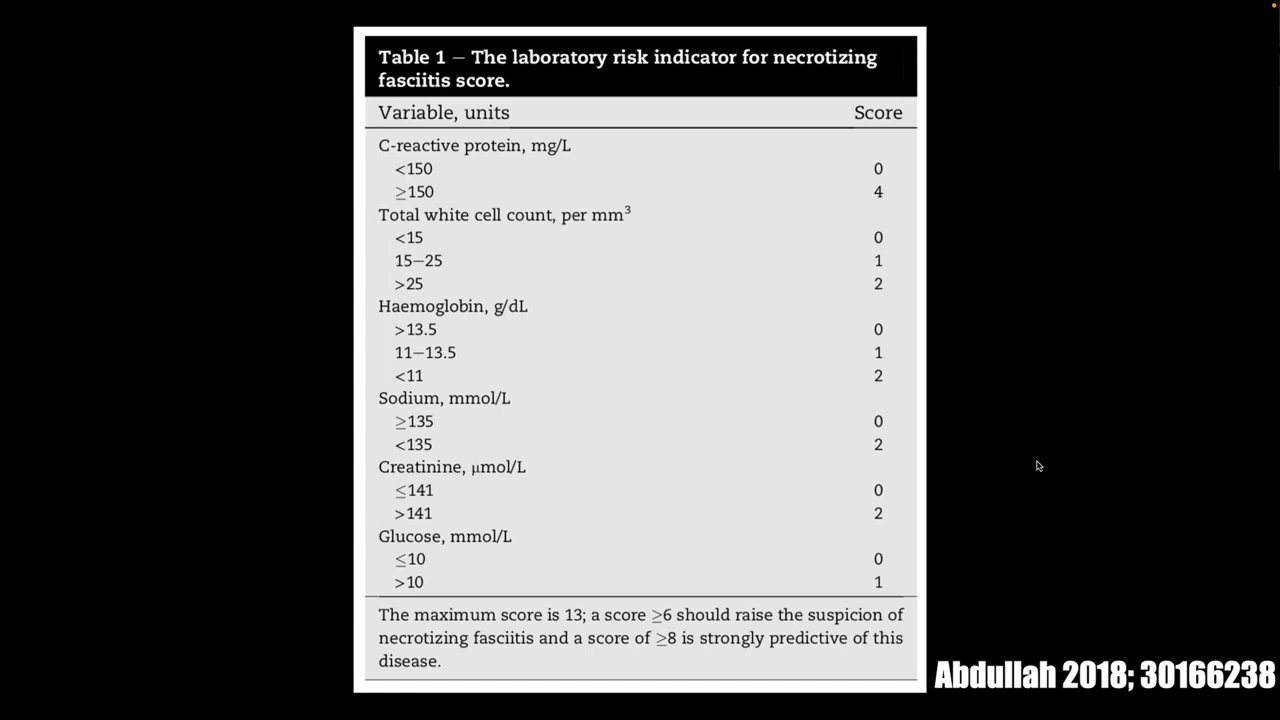 Table 1 – The laboratory risk indicator for necrotizing
fasciitis score.
Variable, units Score
C-reactive protein, mg/L
<150 0
≥150 4
Total white cell count, per mm³
<15 0
15–25 1
>25 2
Haemoglobin, g/dL
>13.5 0
11–13.5 1
<11 2
Sodium, mmol/L
≥135 0
<135 2
Creatinine, μmol/L
≤141 0
>141 2
Glucose, mmol/L
≤10 0
>10 1
The maximum score is 13; a score ≥6 should raise the suspicion of
necrotizing fasciitis and a score of ≥8 is strongly predictive of this
disease.
Abdullah 2018; 30166238